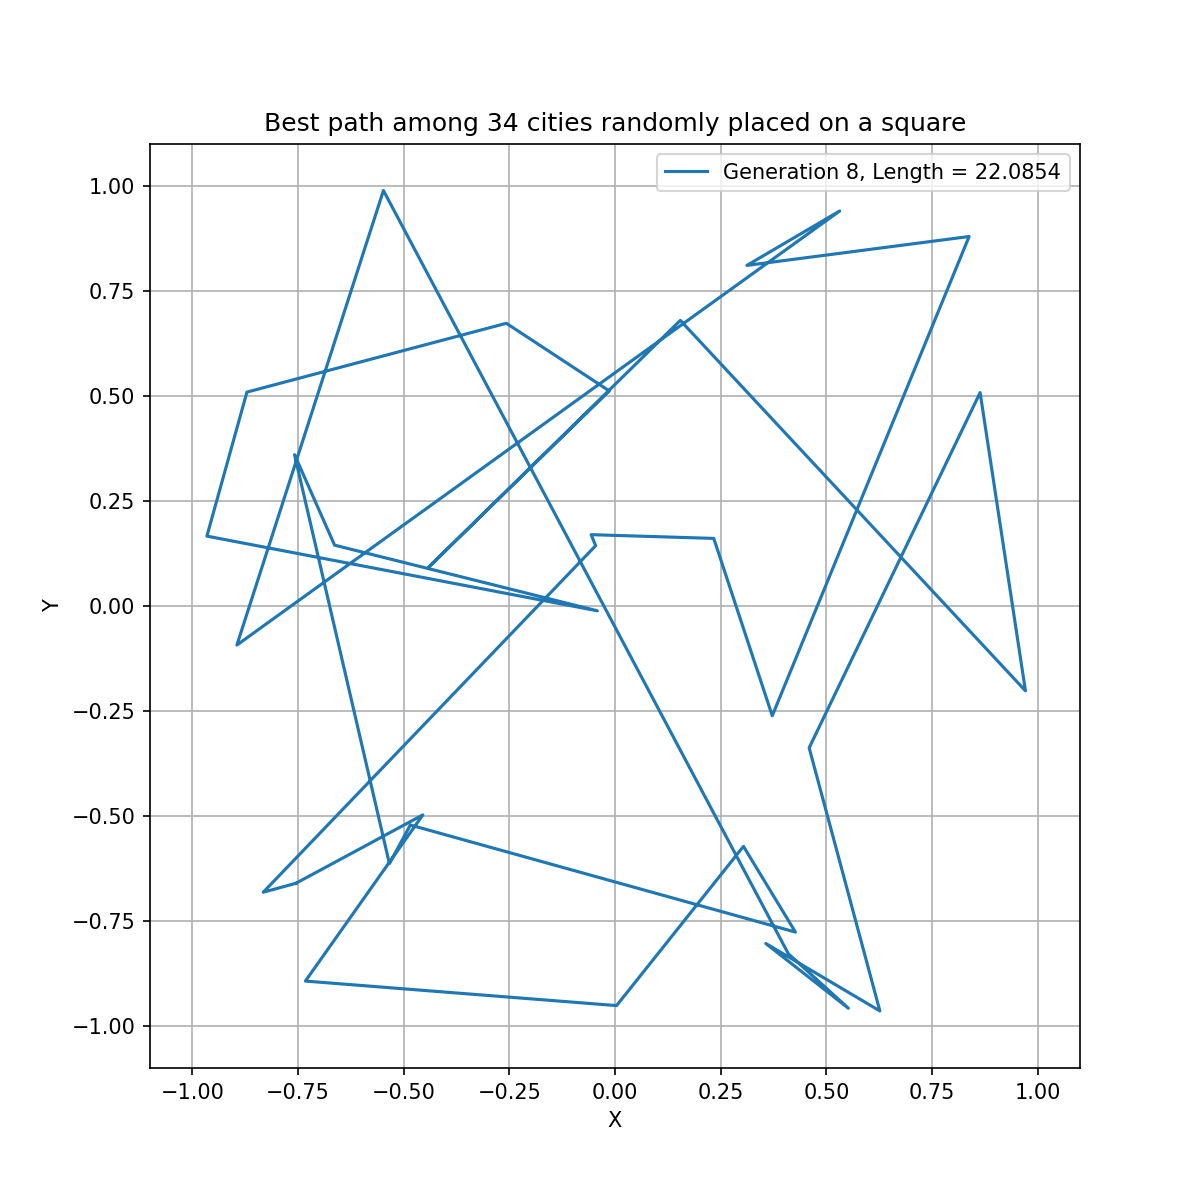 Best path among 34 cities randomly placed on a square
Generation 8, Length = 22.0854
1.00
0.75
0.50
0.25
0.00
−0.25
−0.50
−0.75
−1.00
Y
−1.00 −0.75 −0.50 −0.25 0.00 0.25 0.50 0.75 1.00
X